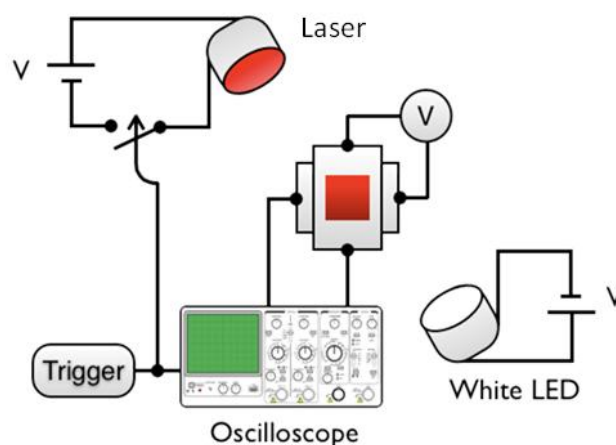 Laser
V
V
V
Trigger
White LED
Oscilloscope